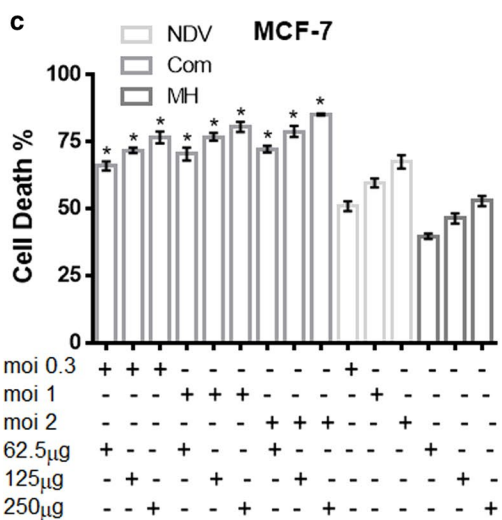 c
MCF-7
NDV
Com
MH
Cell Death %
100
75
50
25
0
* * * * * * * * *
moi 0.3 + + + - - - - - - + - - - - -
moi 1 - - - + + + - - - - + - - - -
moi 2 - - - - - - + + + - - + - - -
62.5μg + - - + - - + - - - - - + - -
125μg - + - - + - - + - - - - - + -
250μg - - + - - + - - + - - - - - +